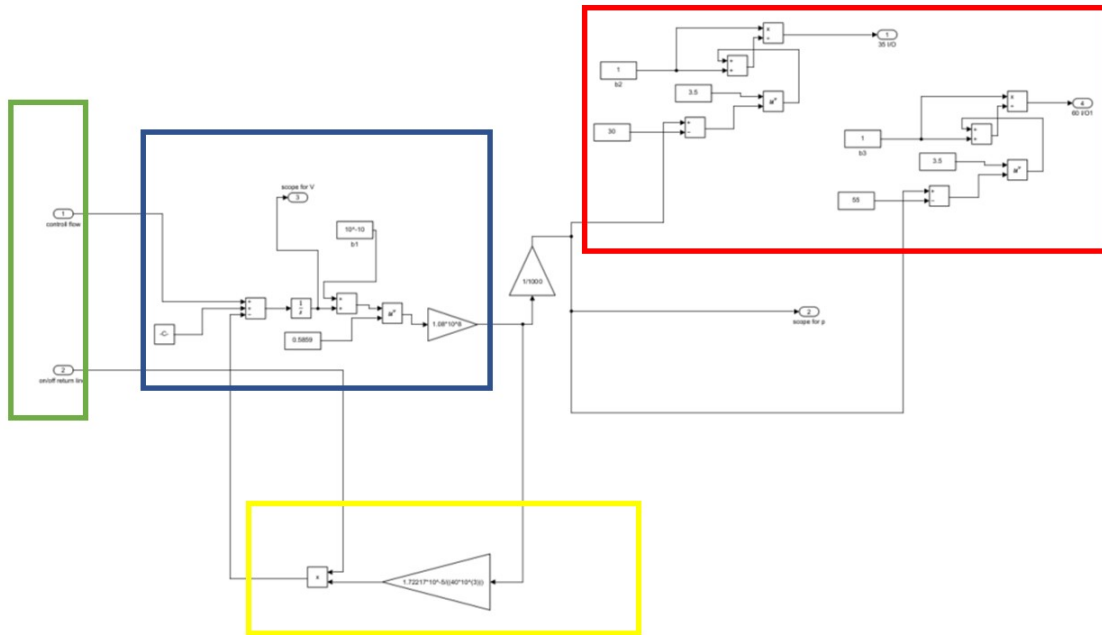 1
35 I/O
1
b2
3.5
30
4
60 I/O1
1
b3
3.5
55
scope for V
3
1
controll flow
10^-10
b1
1/1000
-C-
0.5859
1.08*10^8
2
scope for p
2
on/off return line
1.72217*10^-5/((40*10^(3)))